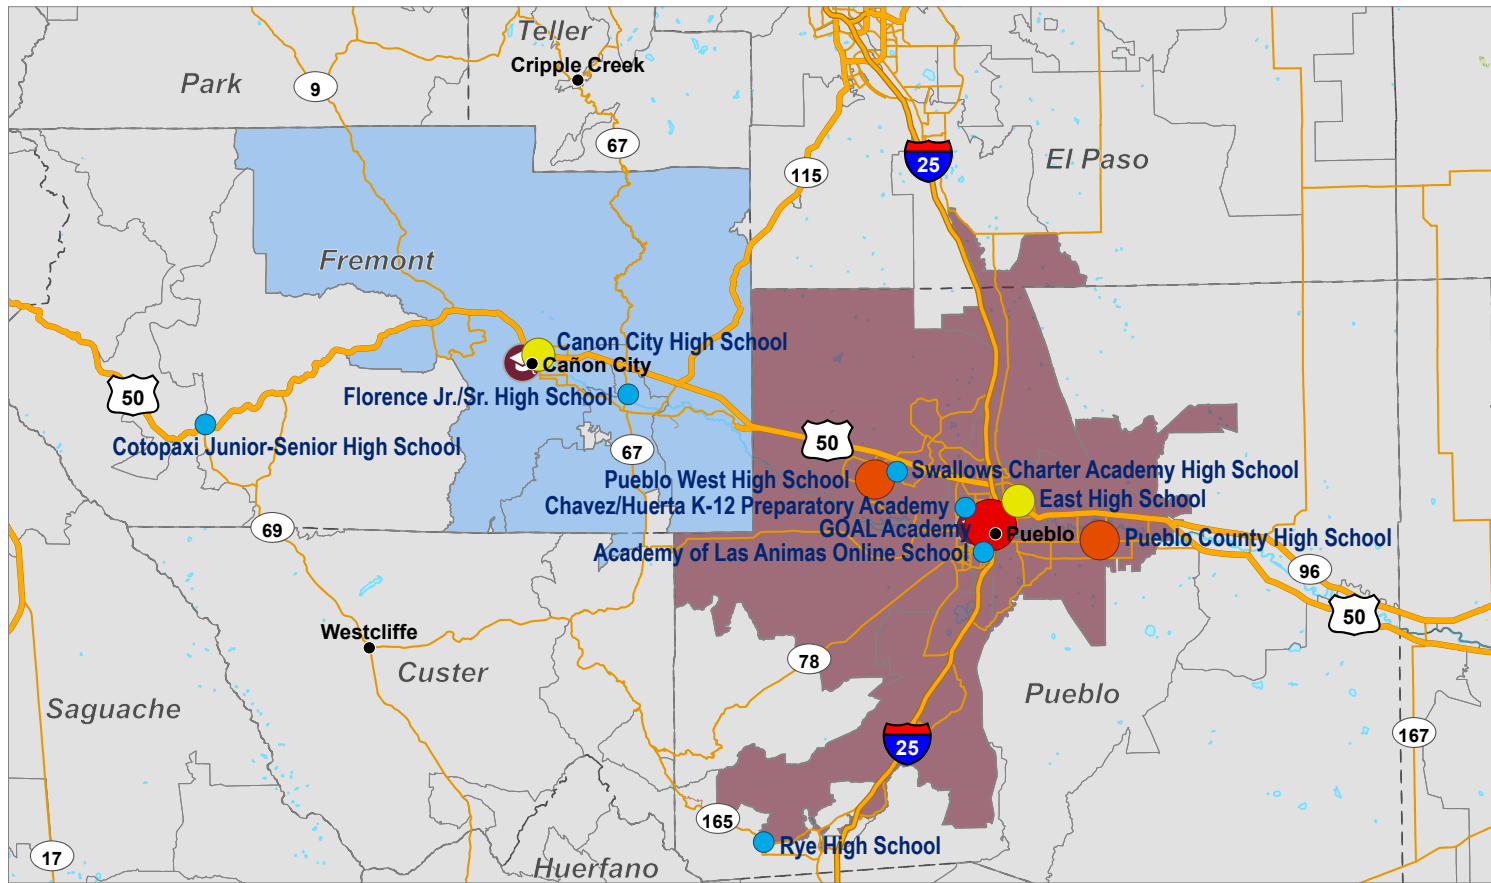 Teller
Cripple Creek
Park
9
67
115
25
El Paso
Fremont
Canon City High School
Cañon City
50
Florence Jr./Sr. High School
Cotopaxi Junior-Senior High School
67
50
Swallows Charter Academy High School
Pueblo West High School
East High School
Chavez/Huerta K-12 Preparatory Academy
GOAL Academy
Pueblo
Pueblo County High School
Academy of Las Animas Online School
69
96
50
Westcliffe
78
Custer
Pueblo
Saguache
25
167
165
Rye High School
17
Huerfano